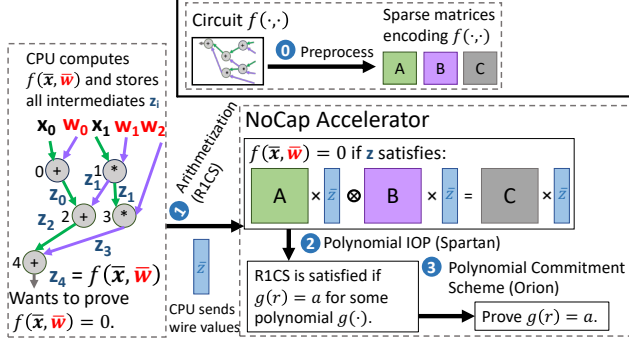 Circuit f(·,·)
0 Preprocess
Sparse matrices
encoding f(·,·)
A B C
CPU computes
f(x̅, w̅) and stores
all intermediates zᵢ
x₀ w₀ x₁ w₁ w₂
0 + 1 *
z₀ z₁ z₁
z₂ 2 + 3 *
z₃
4 +
z₄ = f(x̅, w̅)
Wants to prove
f(x̅, w̅) = 0.
1 Arithmetization
(R1CS)
z̅
CPU sends
wire values
NoCap Accelerator
f(x̅, w̅) = 0 if z satisfies:
A × z̅ ⊗ B × z̅ = C × z̅
2 Polynomial IOP (Spartan)
R1CS is satisfied if
g(r) = a for some
polynomial g(·).
3 Polynomial Commitment
Scheme (Orion)
Prove g(r) = a.